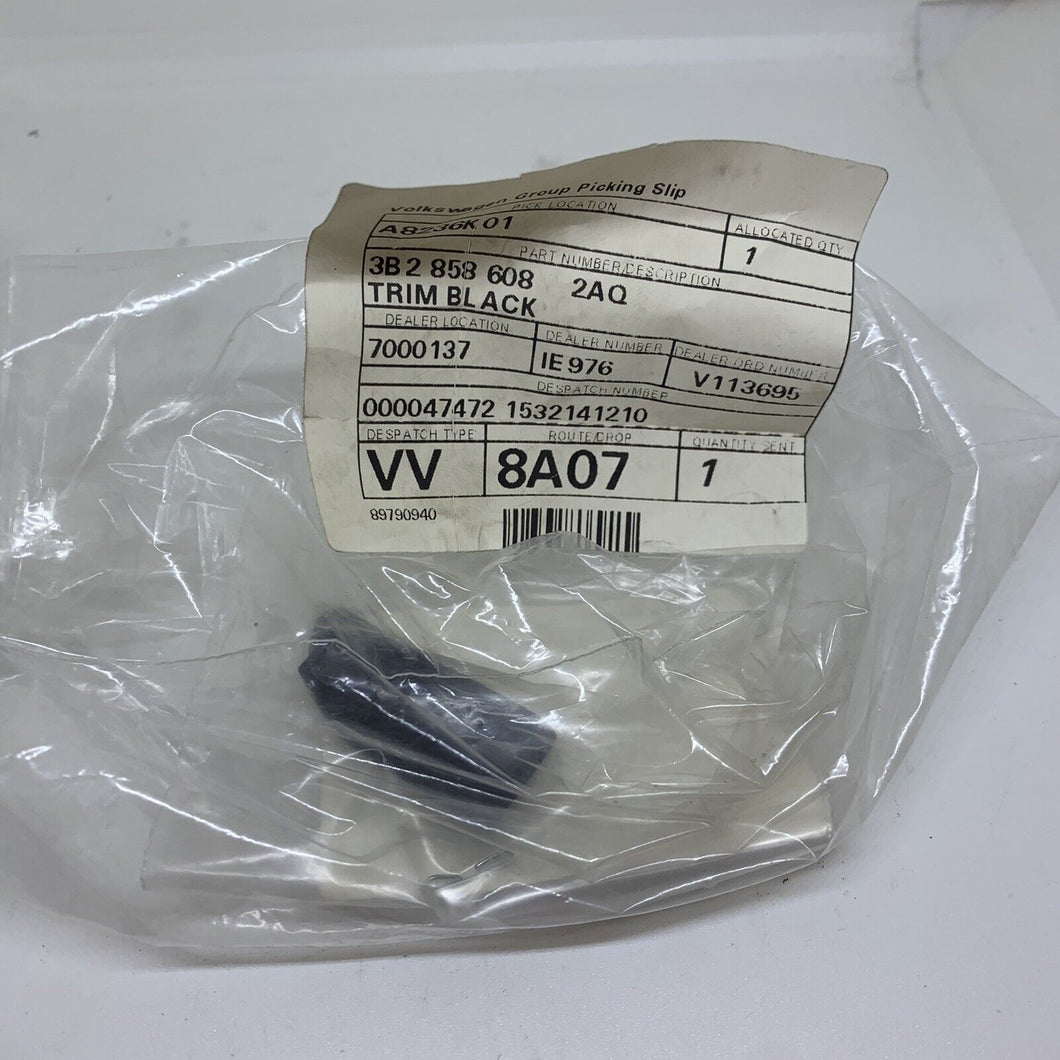 Volkswagen Group Picking Slip
PICK LOCATION
ALLOCATED QTY
A8236K 01
1
PART NUMBER/DESCRIPTION
3B2 858 608 2AQ
TRIM BLACK
DEALER LOCATION
DEALER NUMBER
DEALER ORD NUMBER
7000137
IE976
V113695
DESPATCH NUMBER
000047472 1532141210
DESPATCH TYPE
ROUTE/DROP
QUANTITY SENT
VV
8A07
1
89790940